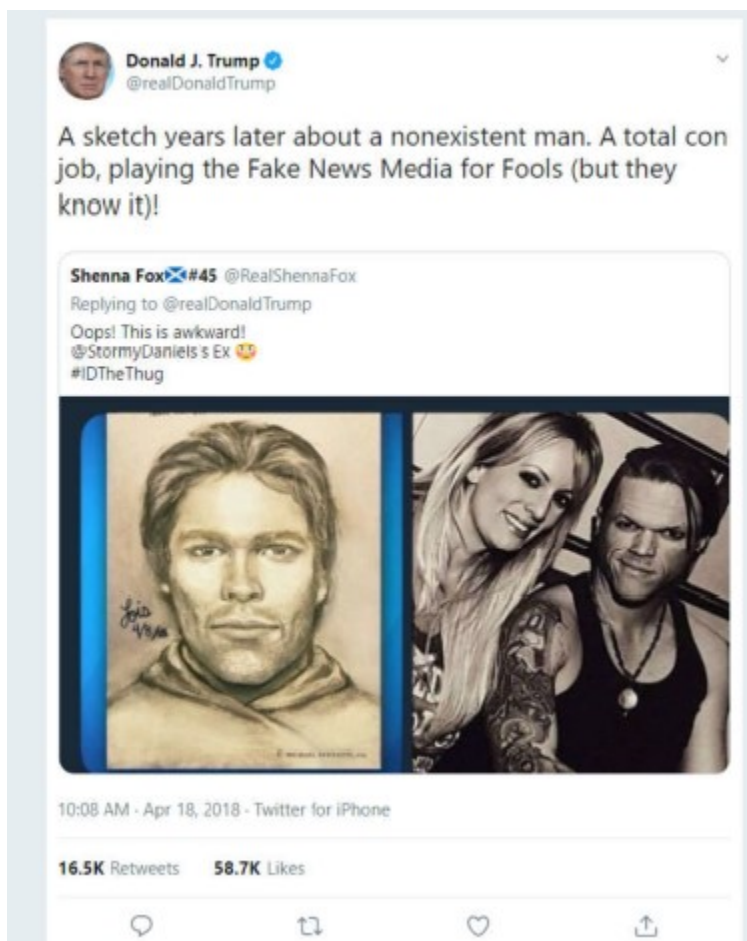 Donald J. Trump
@realDonaldTrump
A sketch years later about a nonexistent man. A total con
job, playing the Fake News Media for Fools (but they
know it)!
Shenna Fox #45 @RealShennaFox
Replying to @realDonaldTrump
Oops! This is awkward!
@StormyDaniels's Ex
#IDTheThug
Lois
10:08 AM · Apr 18, 2018 · Twitter for iPhone
16.5K Retweets 58.7K Likes